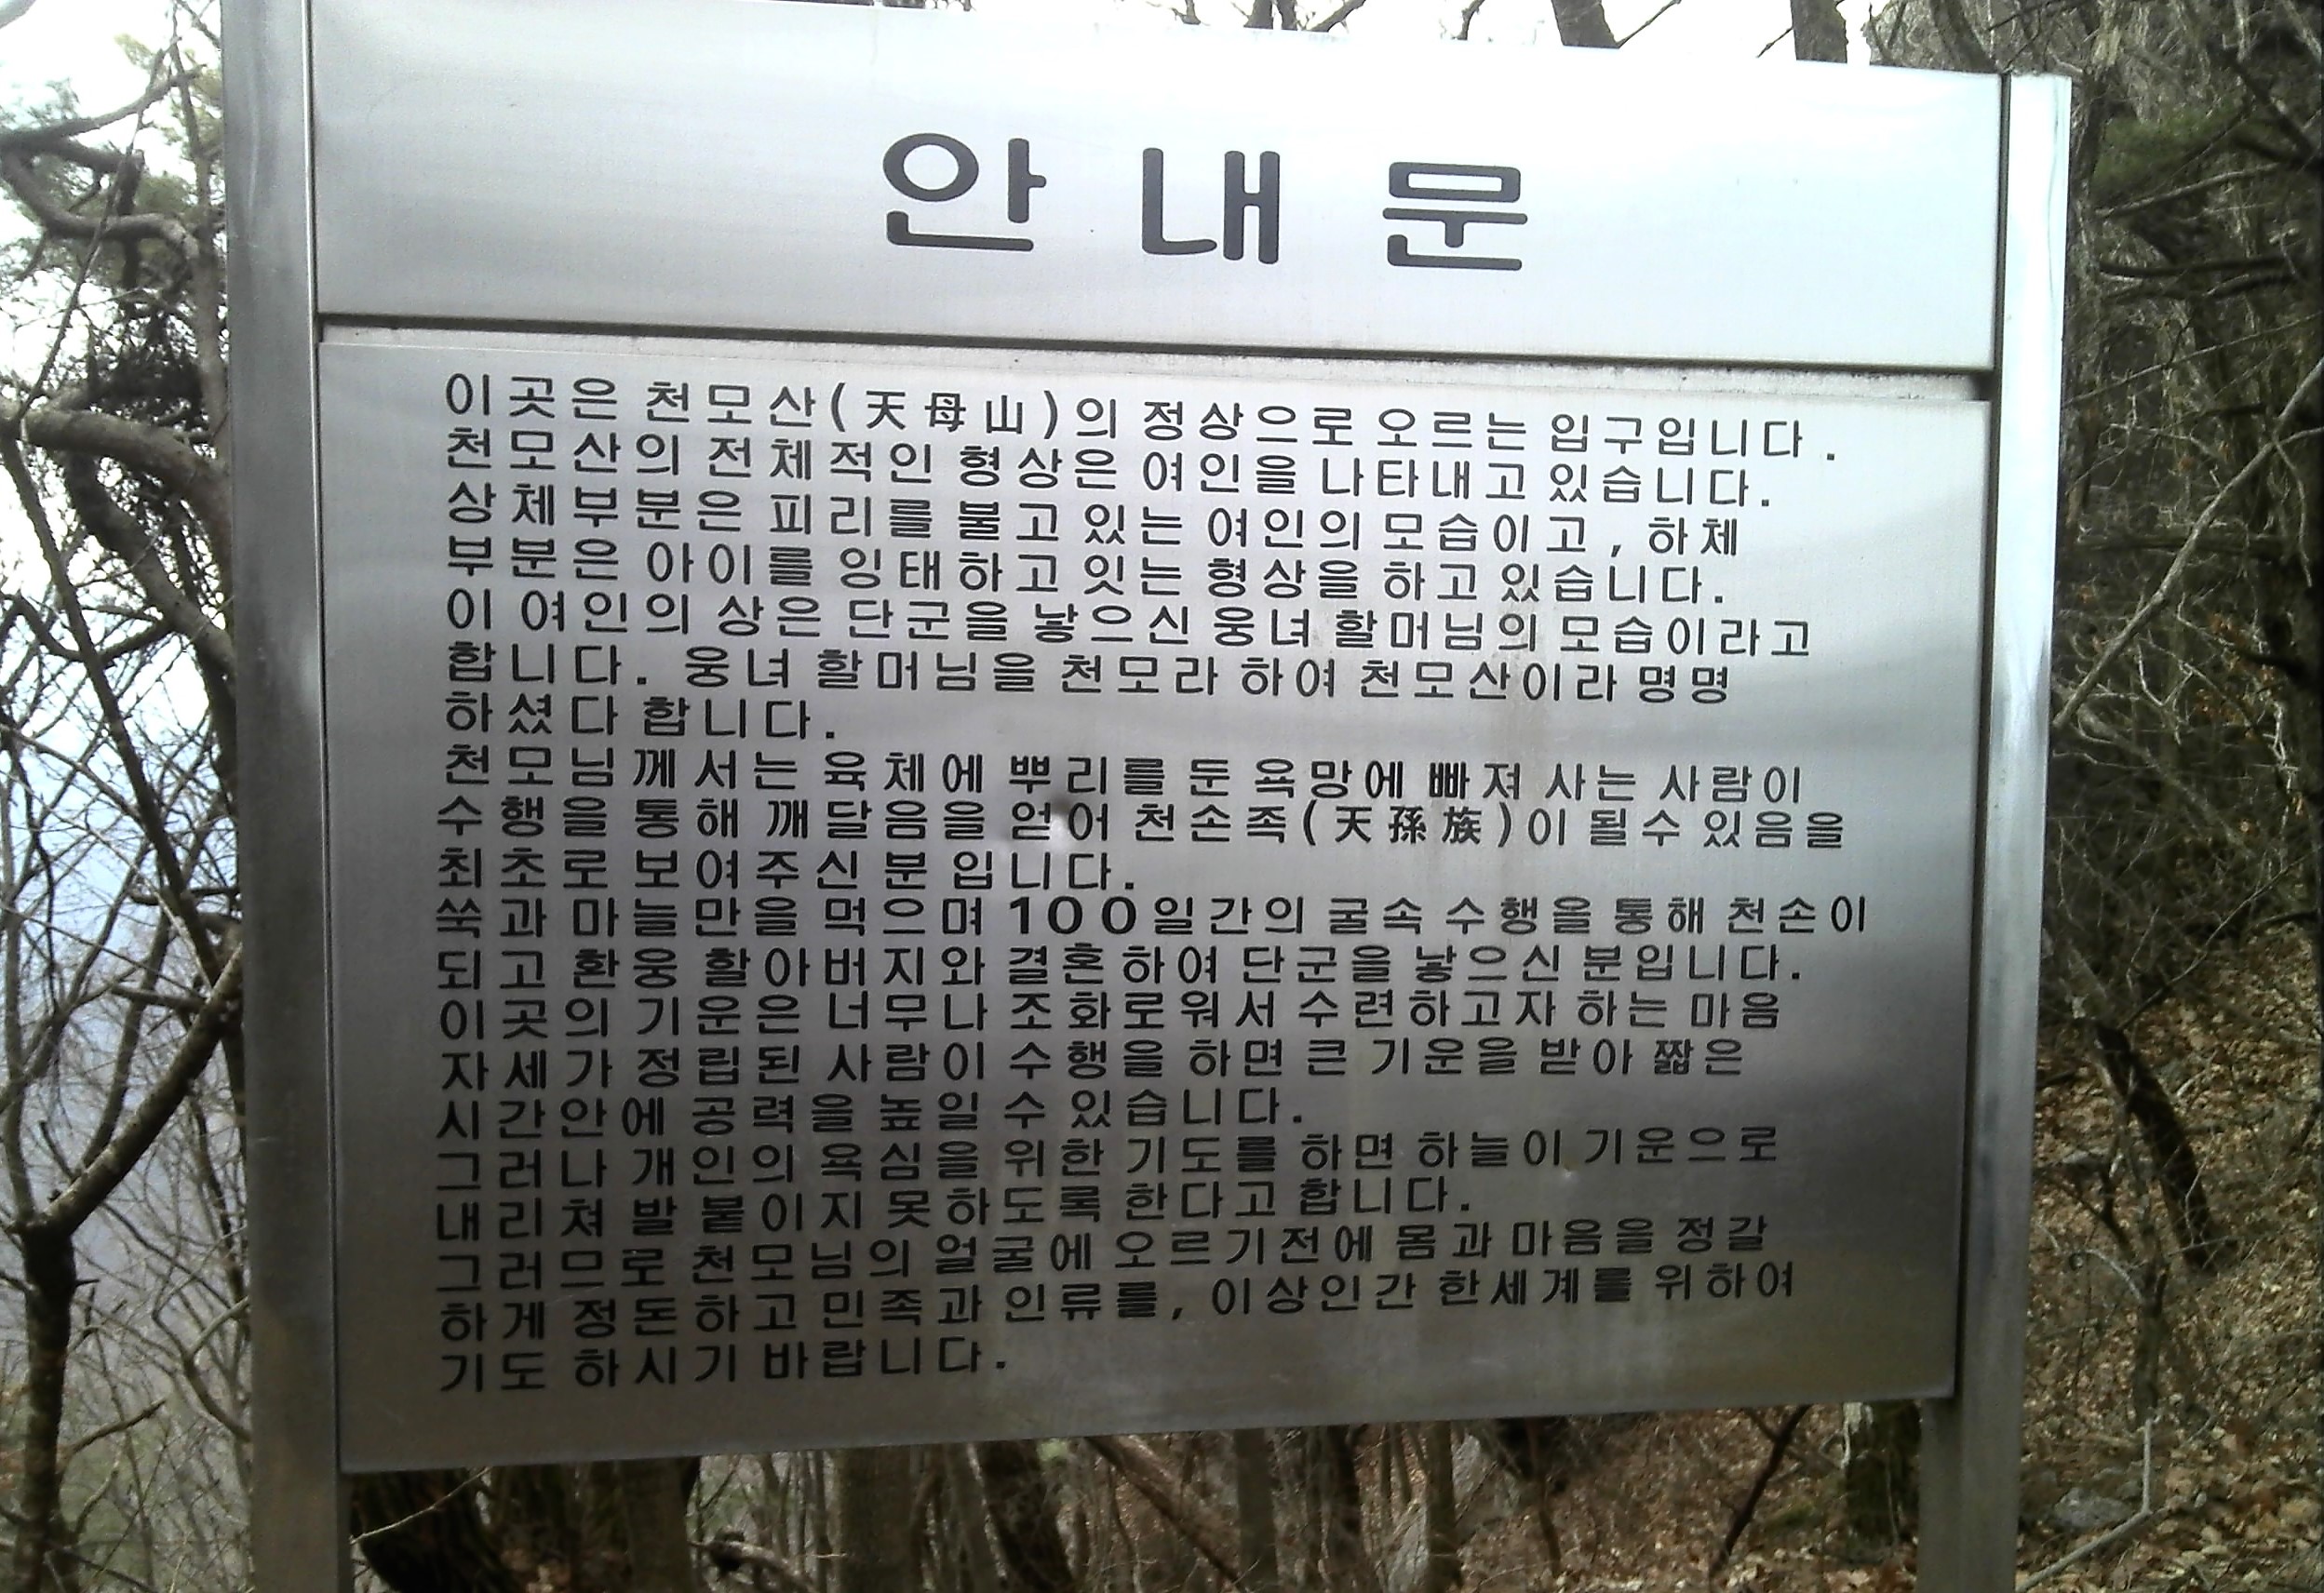 안내문
이곳은 천모산(天母山)의 정상으로 오르는 입구입니다.
천모산의 전체적인 형상은 여인을 나타내고 있습니다.
상체부분은 피리를 불고 있는 여인의 모습이고, 하체
부분은 아이를 잉태하고 잇는 형상을 하고 있습니다.
이 여인의 상은 단군을 낳으신 웅녀 할머님의 모습이라고
합니다. 웅녀 할머님을 천모라 하여 천모산이라 명명
하셨다 합니다.
천모님께서는 육체에 뿌리를 둔 욕망에 빠져 사는 사람이
수행을 통해 깨달음을 얻어 천손족(天孫族)이 될수 있음을
최초로 보여주신 분 입니다.
쑥과 마늘만을 먹으며 100일간의 굴속 수행을 통해 천손이
되고 환웅 할아버지와 결혼하여 단군을 낳으신 분입니다.
이곳의 기운은 너무나 조화로워서 수련하고자 하는 마음
자세가 정립된 사람이 수행을 하면 큰 기운을 받아 짧은
시간안에 공력을 높일 수 있습니다.
그러나 개인의 욕심을 위한 기도를 하면 하늘이 기운으로
내리쳐 발 붙이지 못하도록 한다고 합니다.
그러므로 천모님의 얼굴에 오르기전에 몸과 마음을 정갈
하게 정돈하고 민족과 인류를, 이상인간 한세계를 위하여
기도 하시기 바랍니다.